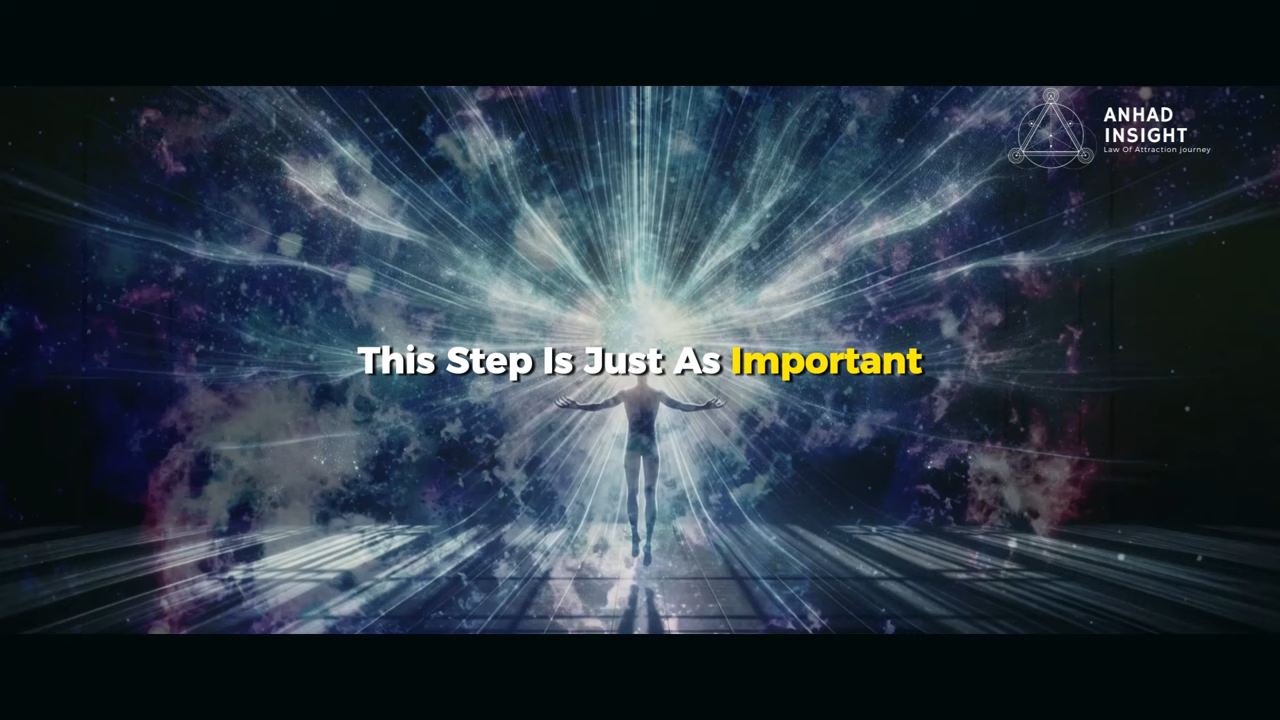 ANHAD
INSIGHT
Law Of Attraction journey
This Step Is Just As Important